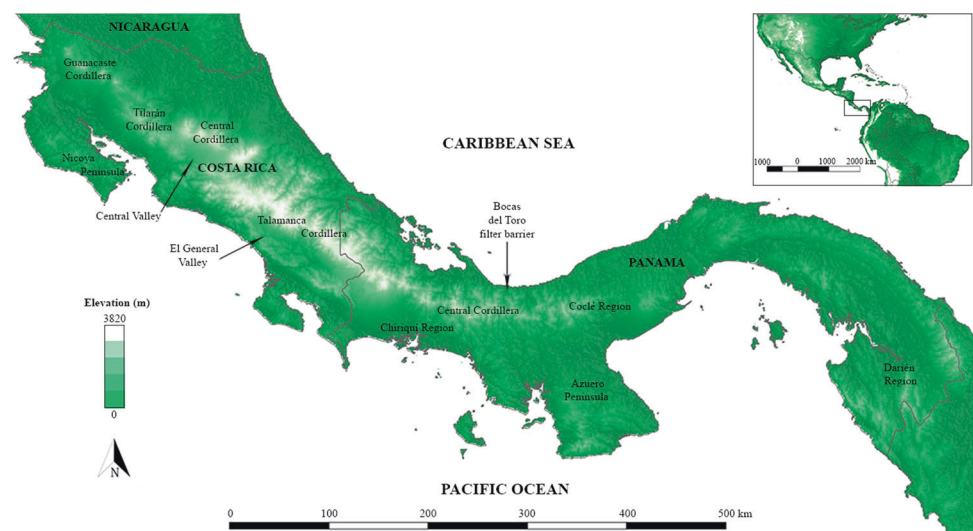 NICARAGUA
Guanacaste
Cordillera
Tilarán
Cordillera
Central
Cordillera
Nicoya
Peninsula
COSTA RICA
Central Valley
Talamanca
Cordillera
El General
Valley
CARIBBEAN SEA
Bocas
del Toro
filter barrier
PANAMA
Central Cordillera
Coclé Region
Chiriquí Region
Azuero
Peninsula
Darién
Region
Elevation (m)
3820
0
N
PACIFIC OCEAN
0 100 200 300 400 500 km
1000 0 1000 2000 km